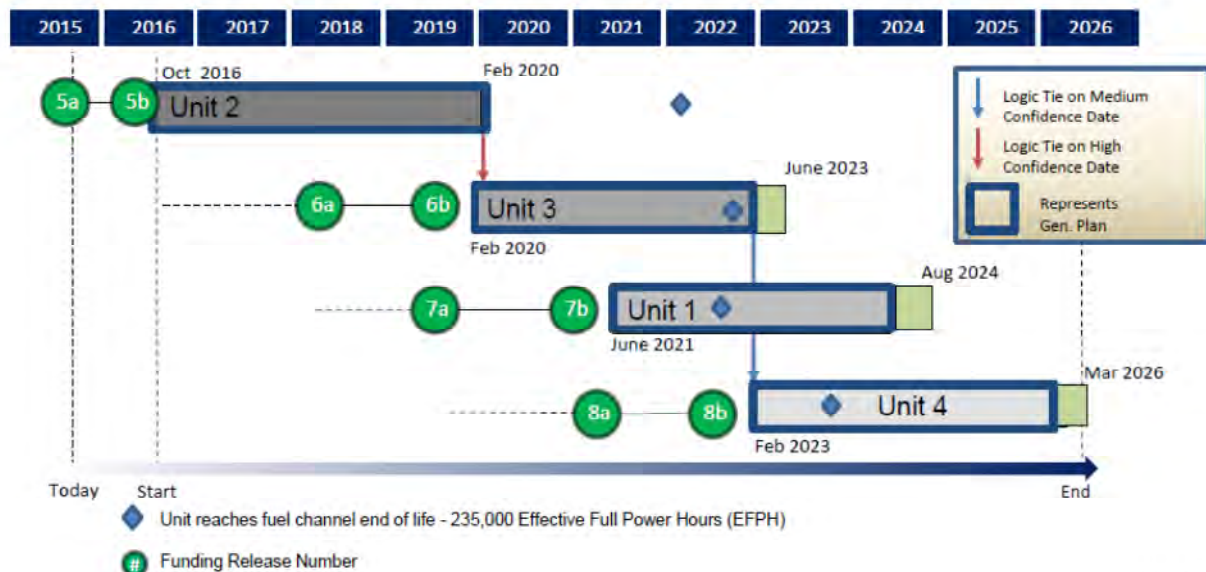 2015 2016 2017 2018 2019 2020 2021 2022 2023 2024 2025 2026
Oct 2016
Feb 2020
5a 5b Unit 2
Logic Tie on Medium
Confidence Date
Logic Tie on High
Confidence Date
Represents
Gen. Plan
June 2023
6a 6b Unit 3
Feb 2020
Aug 2024
7a 7b Unit 1
June 2021
Mar 2026
8a 8b Unit 4
Feb 2023
Today Start End
Unit reaches fuel channel end of life - 235,000 Effective Full Power Hours (EFPH)
# Funding Release Number